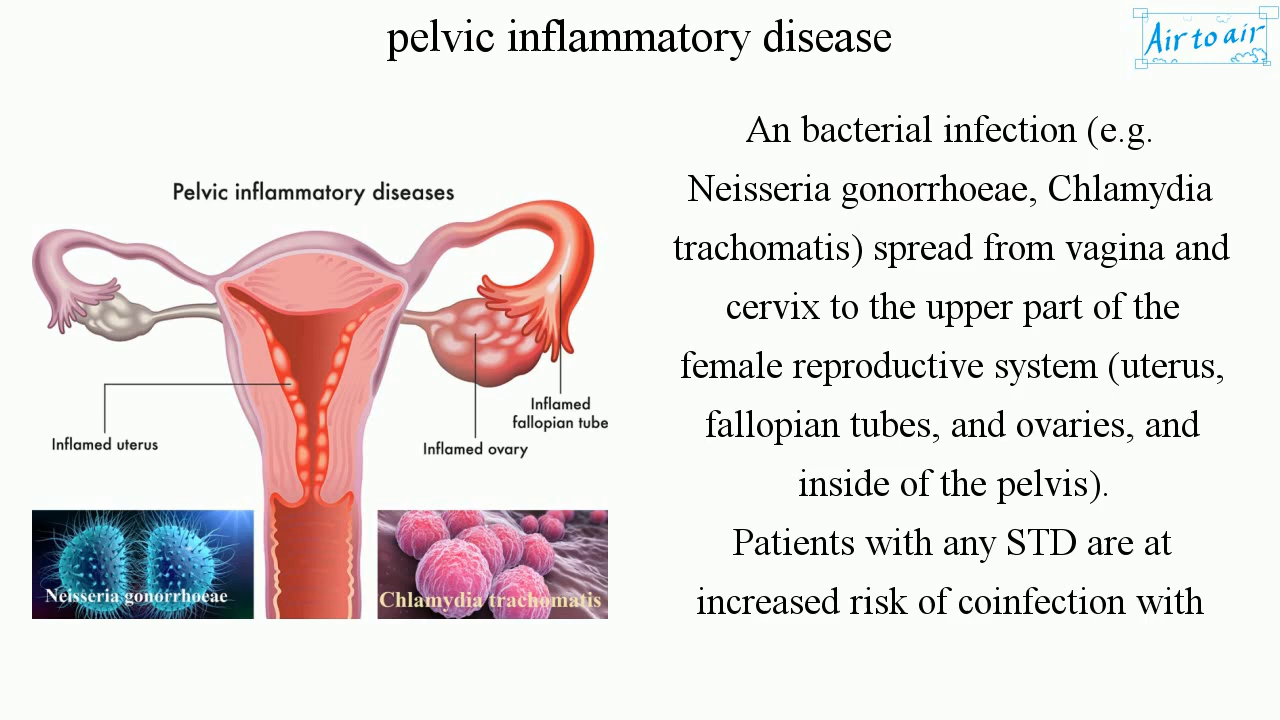 pelvic inflammatory disease
Air to air
Pelvic inflammatory diseases
Inflamed uterus
Inflamed ovary
Inflamed
fallopian tube
Neisseria gonorrhoeae
Chlamydia trachomatis
An bacterial infection (e.g.
Neisseria gonorrhoeae, Chlamydia
trachomatis) spread from vagina and
cervix to the upper part of the
female reproductive system (uterus,
fallopian tubes, and ovaries, and
inside of the pelvis).
Patients with any STD are at
increased risk of coinfection with